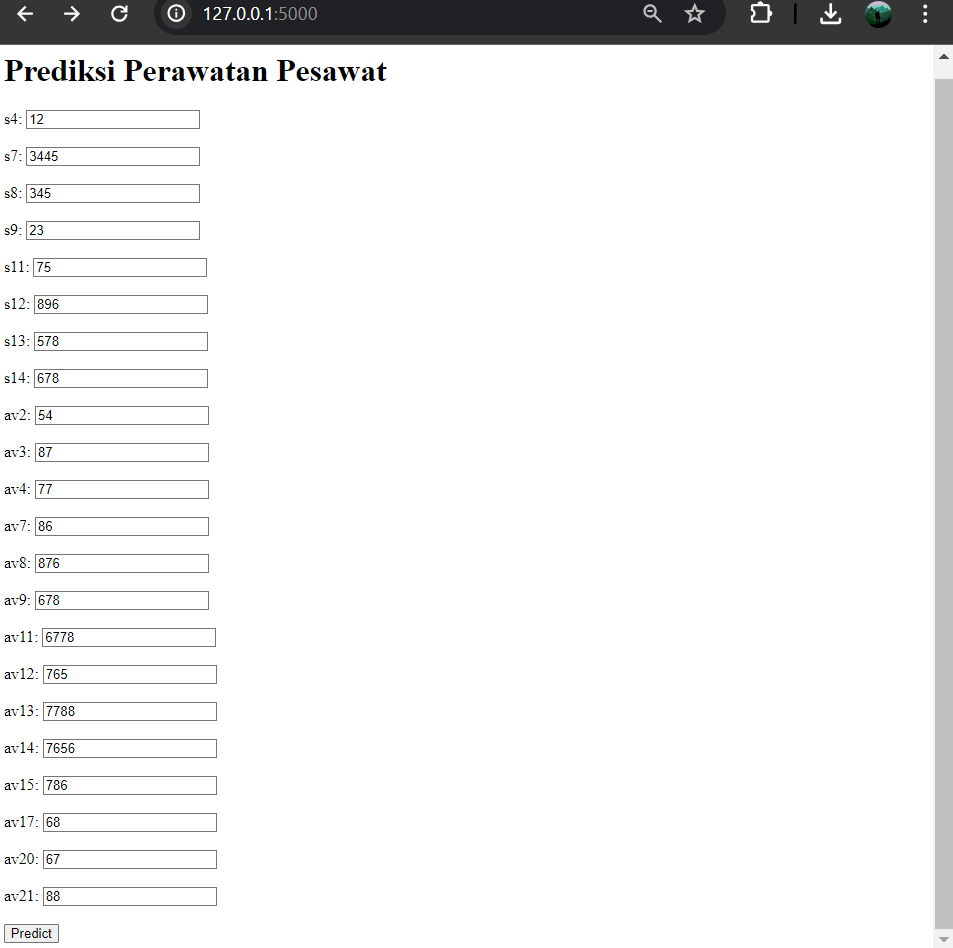 127.0.0.1:5000
Prediksi Perawatan Pesawat
s4: 12
s7: 3445
s8: 345
s9: 23
s11: 75
s12: 896
s13: 578
s14: 678
av2: 54
av3: 87
av4: 77
av7: 86
av8: 876
av9: 678
av11: 6778
av12: 765
av13: 7788
av14: 7656
av15: 786
av17: 68
av20: 67
av21: 88
Predict